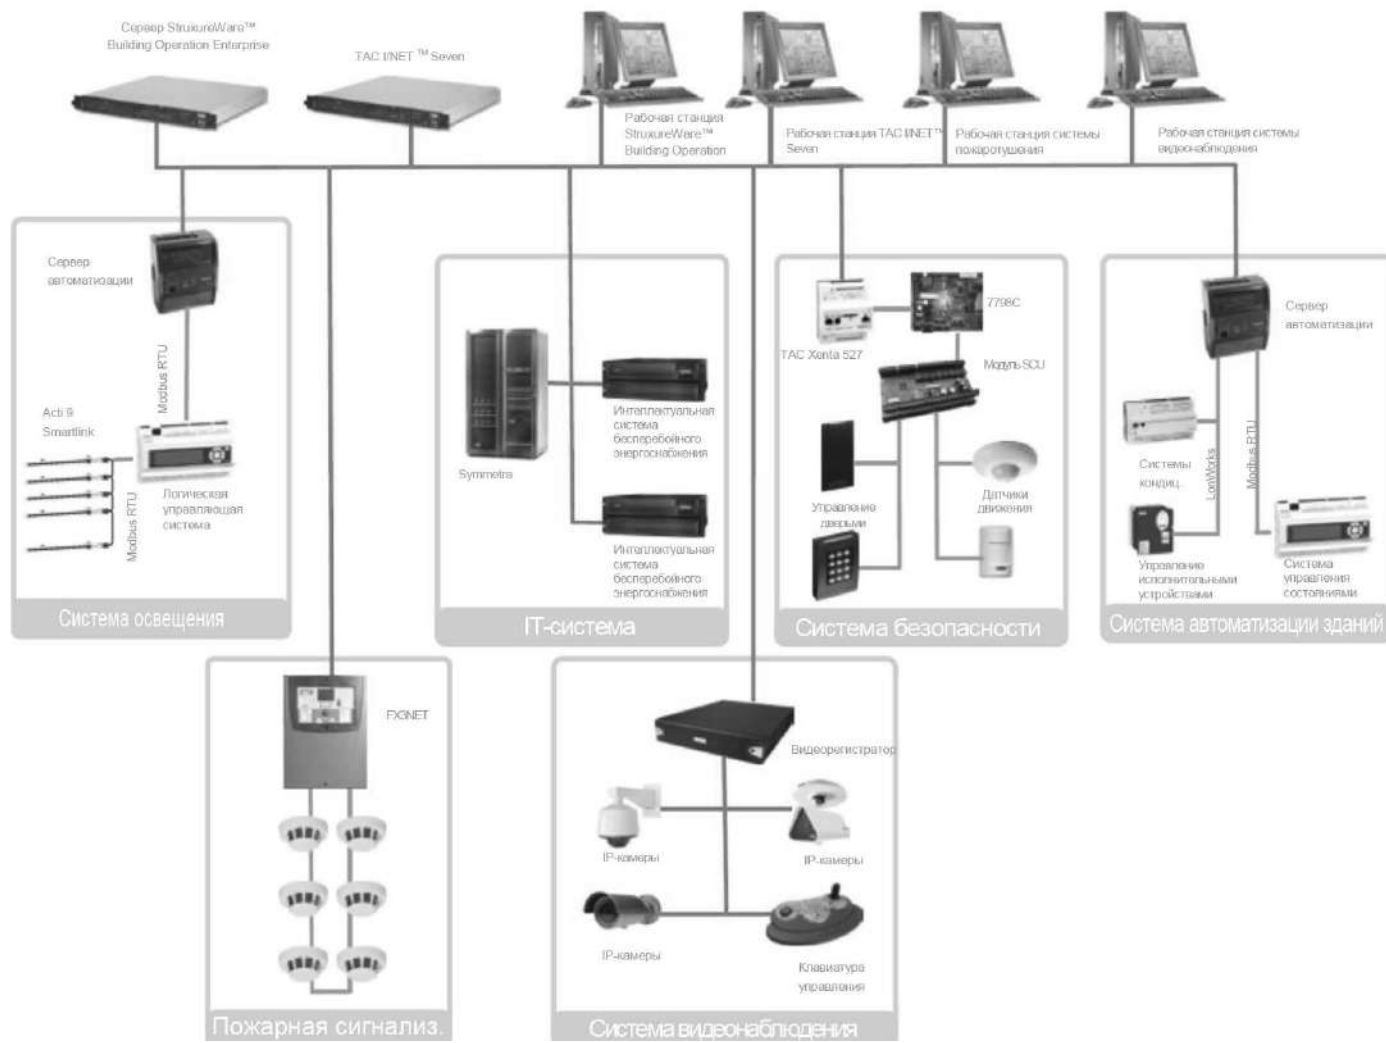 Сервер StruxureWare™
Building Operation Enterprise
TAC I/NET ™ Seven
Рабочая станция
StruxureWare™
Building Operation
Рабочая станция TAC I/NET™
Seven
Рабочая станция системы
пожаротушения
Рабочая станция системы
видеонаблюдения
Сервер
автоматизации
Modbus RTU
Acti 9
Smartlink
Modbus RTU
Логическая
управляющая
система
Система освещения
Symmetra
Интеллектуальная
система
бесперебойного
энергоснабжения
Интеллектуальная
система
бесперебойного
энергоснабжения
IT-система
7798C
TAC Xenta 527
Модуль SCU
Управление
дверьми
Датчики
движения
Система безопасности
Сервер
автоматизации
Системы
кондиц.
LonWorks
Modbus RTU
Управление
исполнительными
устройствами
Система
управления
состояниями
Система автоматизации зданий
FX3NET
Пожарная сигнализ.
Видеорегистратор
IP-камеры
IP-камеры
IP-камеры
Клавиатура
управления
Система видеонаблюдения